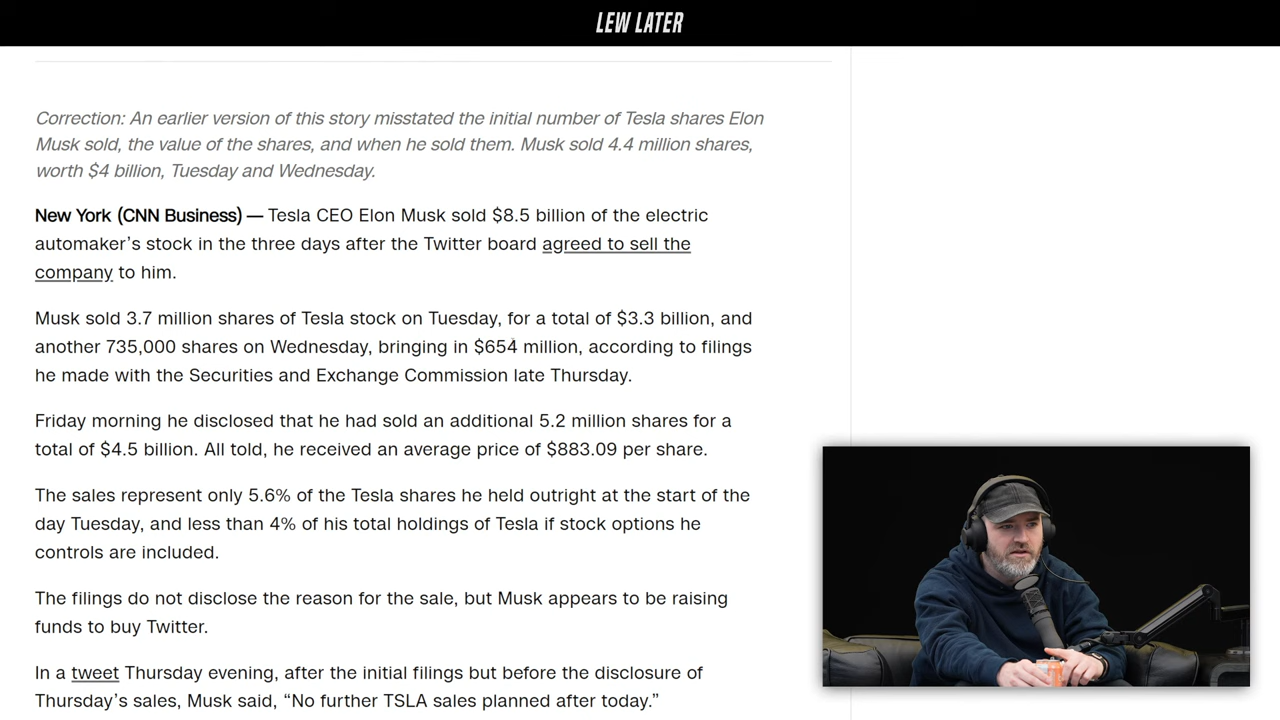 LEW LATER
Correction: An earlier version of this story misstated the initial number of Tesla shares Elon
Musk sold, the value of the shares, and when he sold them. Musk sold 4.4 million shares,
worth $4 billion, Tuesday and Wednesday.
New York (CNN Business) — Tesla CEO Elon Musk sold $8.5 billion of the electric
automaker’s stock in the three days after the Twitter board agreed to sell the
company to him.
Musk sold 3.7 million shares of Tesla stock on Tuesday, for a total of $3.3 billion, and
another 735,000 shares on Wednesday, bringing in $654 million, according to filings
he made with the Securities and Exchange Commission late Thursday.
Friday morning he disclosed that he had sold an additional 5.2 million shares for a
total of $4.5 billion. All told, he received an average price of $883.09 per share.
The sales represent only 5.6% of the Tesla shares he held outright at the start of the
day Tuesday, and less than 4% of his total holdings of Tesla if stock options he
controls are included.
The filings do not disclose the reason for the sale, but Musk appears to be raising
funds to buy Twitter.
In a tweet Thursday evening, after the initial filings but before the disclosure of
Thursday’s sales, Musk said, “No further TSLA sales planned after today.”